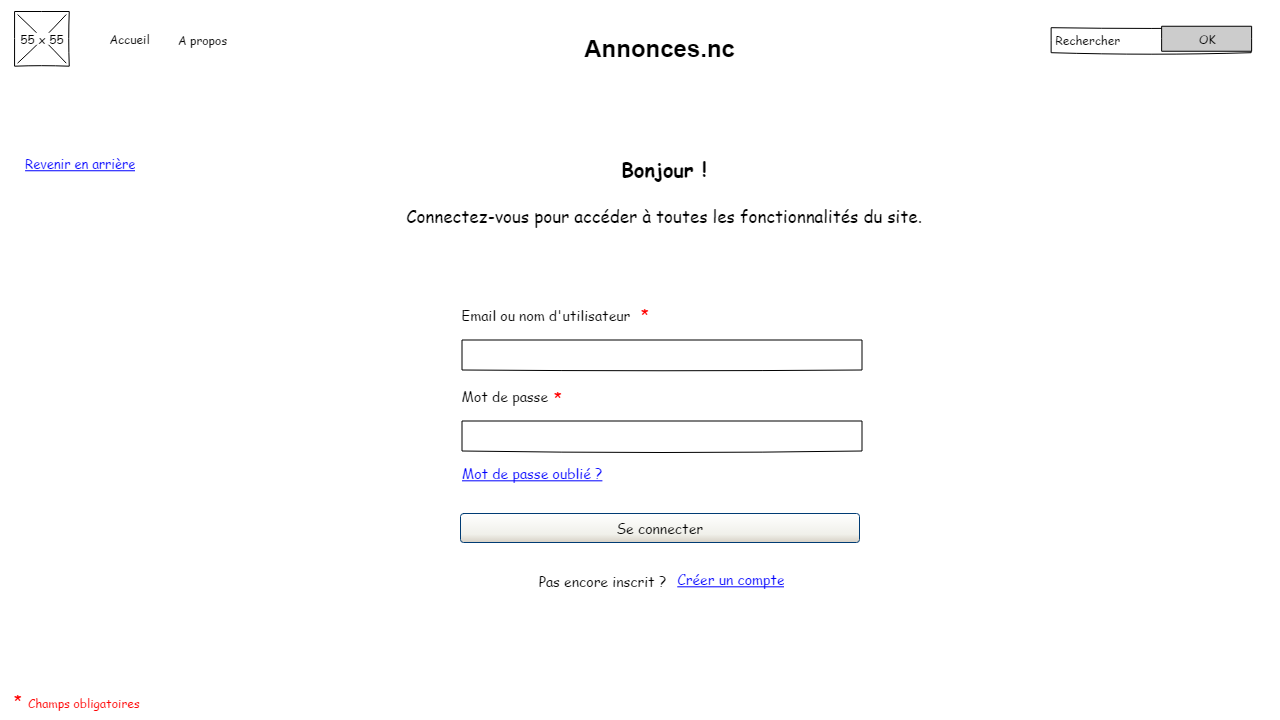 55 x 55
Accueil
A propos
Annonces.nc
Rechercher
OK
Revenir en arrière
Bonjour !
Connectez-vous pour accéder à toutes les fonctionnalités du site.
Email ou nom d'utilisateur *
Mot de passe *
Mot de passe oublié ?
Se connecter
Pas encore inscrit ? Créer un compte
* Champs obligatoires